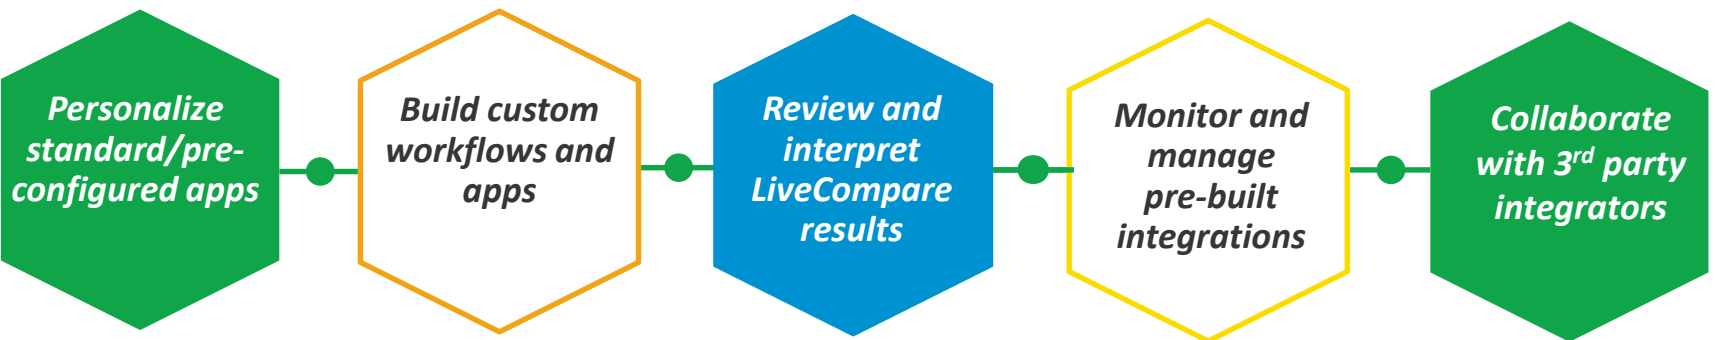 Personalize
standard/pre-
configured apps
Build custom
workflows and
apps
Review and
interpret
LiveCompare
results
Monitor and
manage
pre-built
integrations
Collaborate
with 3rd party
integrators